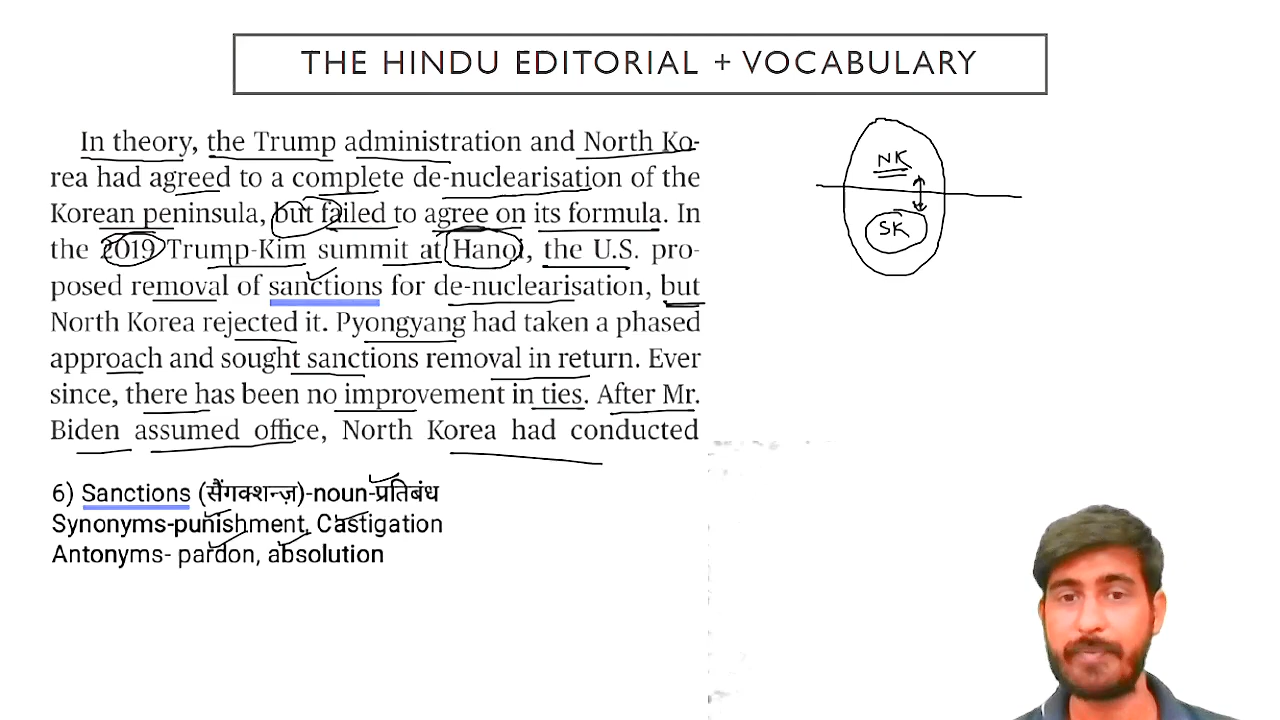 THE HINDU EDITORIAL + VOCABULARY
In theory, the Trump administration and North Ko-
rea had agreed to a complete de-nuclearisation of the
Korean peninsula, but failed to agree on its formula. In
the 2019 Trump-Kim summit at Hanoi, the U.S. pro-
posed removal of sanctions for de-nuclearisation, but
North Korea rejected it. Pyongyang had taken a phased
approach and sought sanctions removal in return. Ever
since, there has been no improvement in ties. After Mr.
Biden assumed office, North Korea had conducted
NK
SK
6) Sanctions (सैंगक्शन्ज़)-noun-प्रतिबंध
Synonyms-punishment, Castigation
Antonyms- pardon, absolution